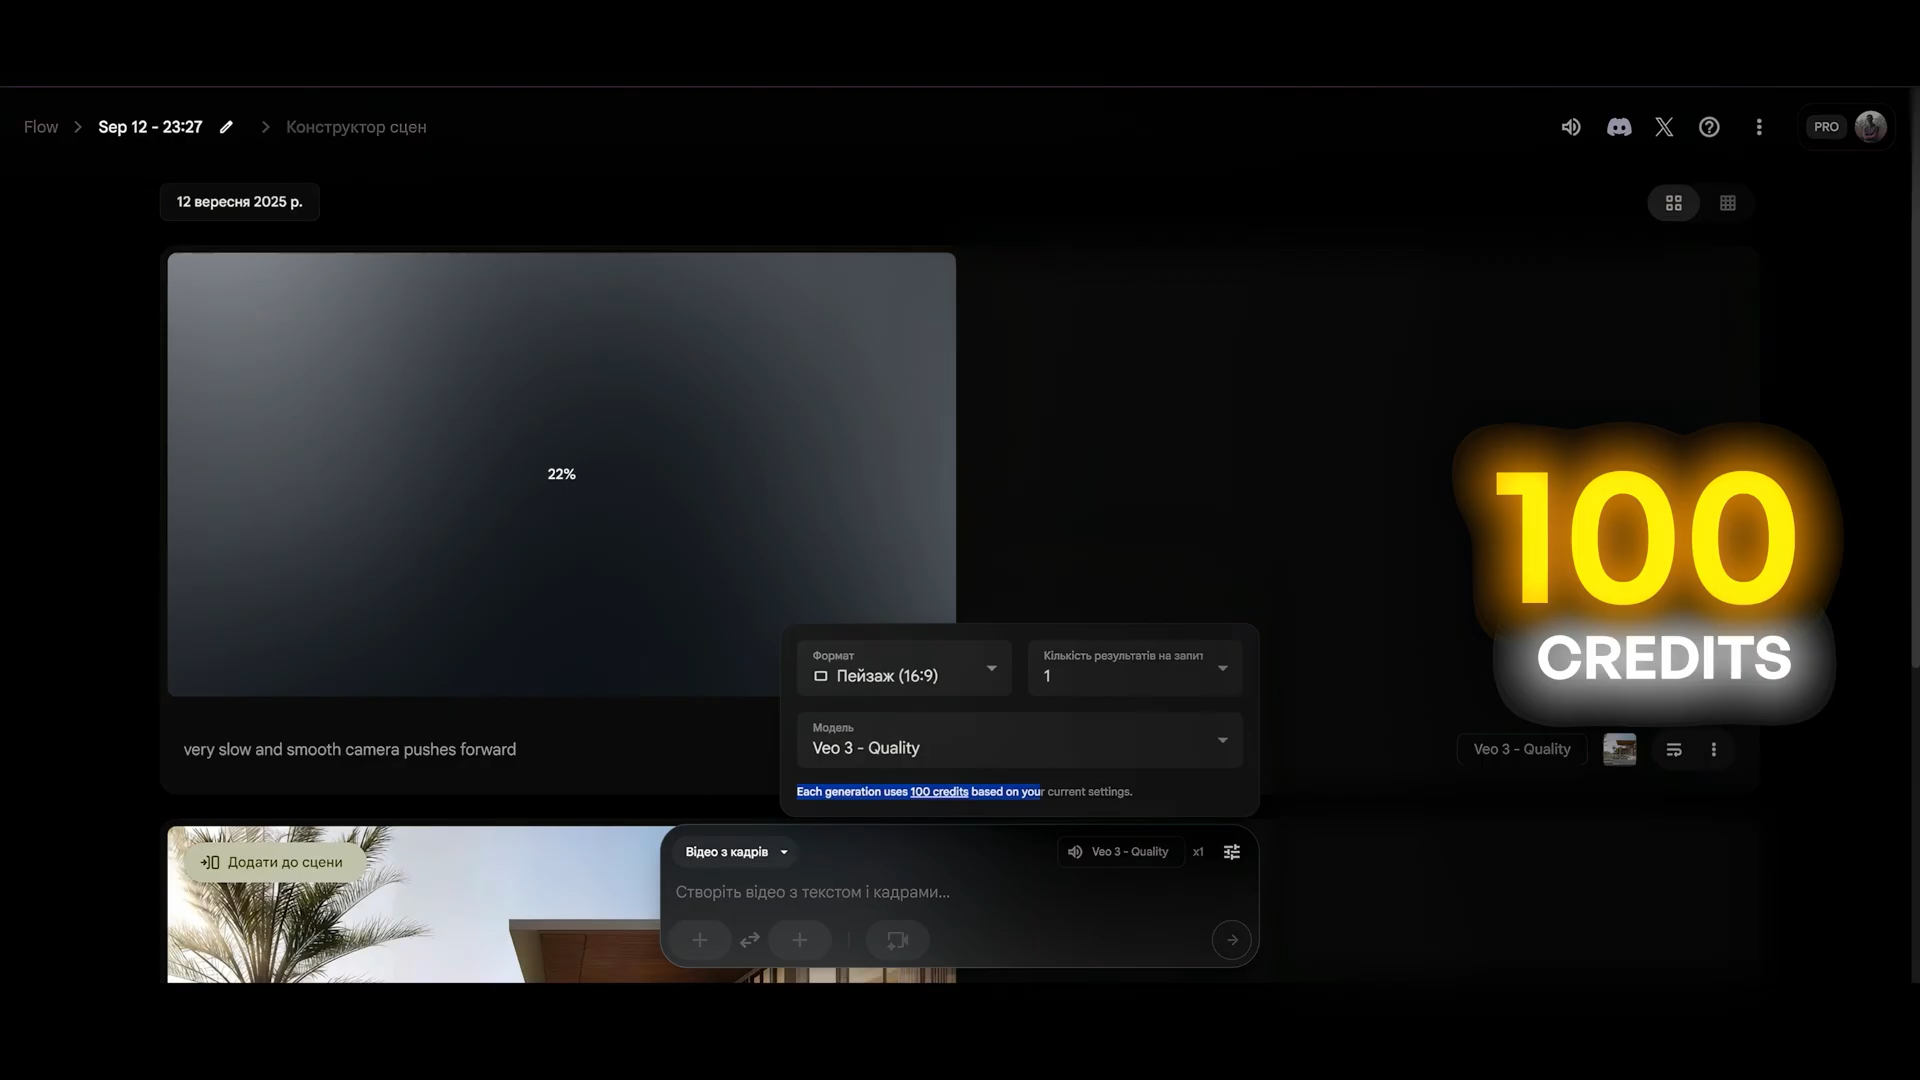 Flow > Sep 12 - 23:27 > Конструктор сцен
PRO
12 вересня 2025 р.
22%
100
CREDITS
very slow and smooth camera pushes forward
Veo 3 - Quality
Формат
Пейзаж (16:9)
Кількість результатів на запит
1
Модель
Veo 3 - Quality
Each generation uses 100 credits based on your current settings.
Додати до сцени
Відео з кадрів
Veo 3 - Quality
x1
Створіть відео з текстом і кадрами...